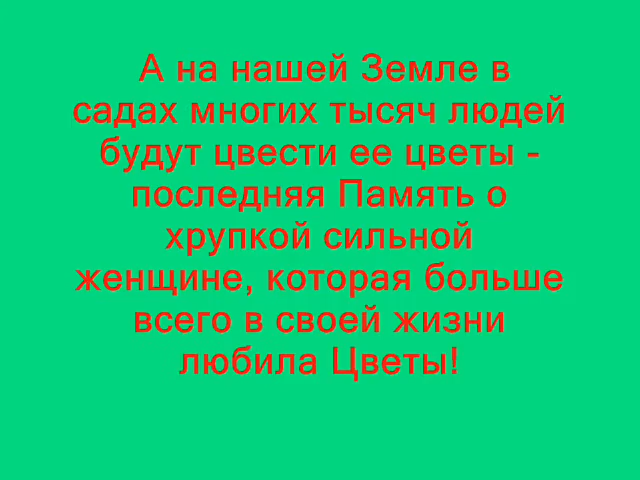 А на нашей Земле в
садах многих тысяч людей
будут цвести ее цветы -
последняя Память о
хрупкой сильной
женщине, которая больше
всего в своей жизни
любила Цветы!